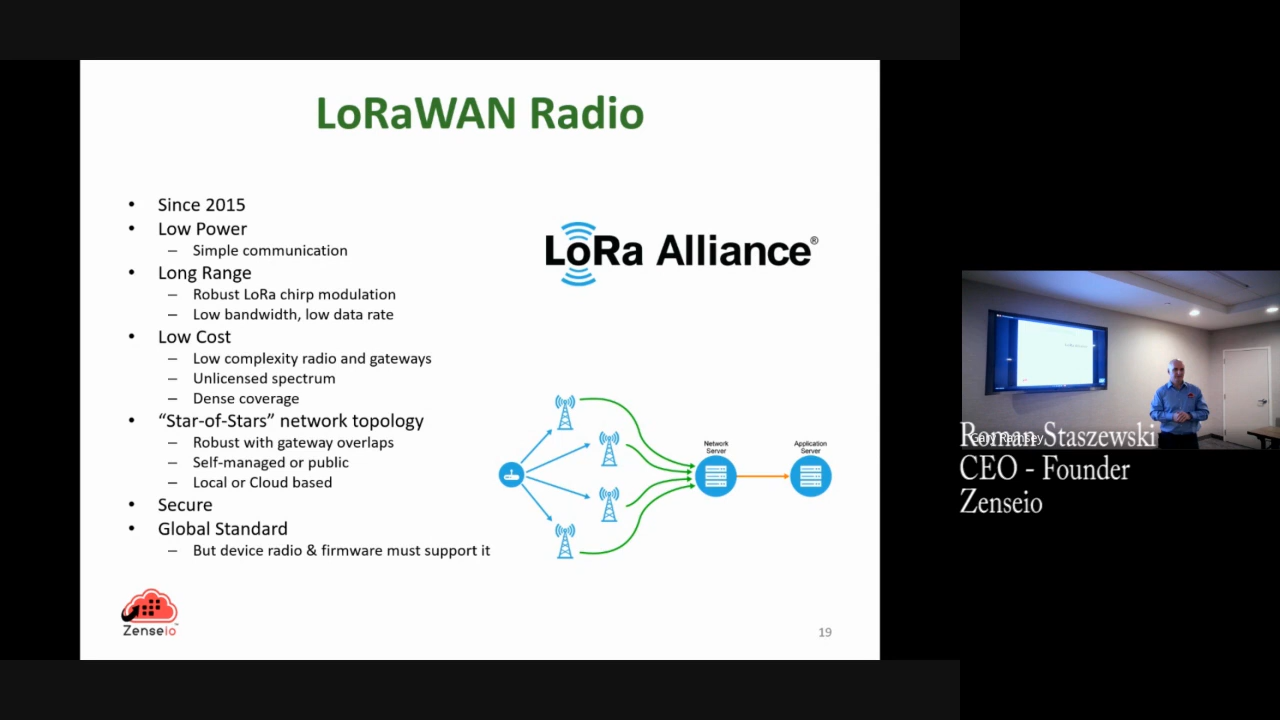 LoRaWAN Radio
• Since 2015
• Low Power
– Simple communication
• Long Range
– Robust LoRa chirp modulation
– Low bandwidth, low data rate
• Low Cost
– Low complexity radio and gateways
– Unlicensed spectrum
– Dense coverage
• “Star-of-Stars” network topology
– Robust with gateway overlaps
– Self-managed or public
– Local or Cloud based
• Secure
• Global Standard
– But device radio & firmware must support it
LoRa Alliance®
Network
Server
Application
Server
Zenseio™
19
Roman Staszewski
CEO - Founder
Zenseio